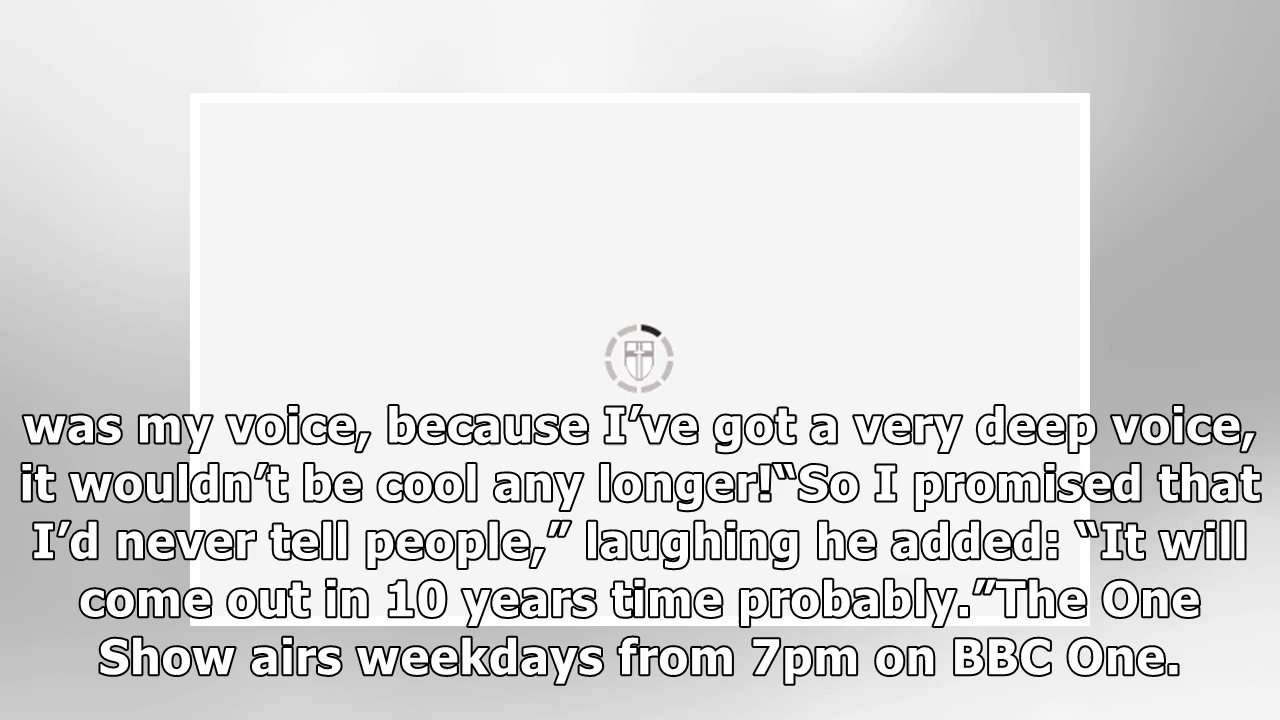 was my voice, because I’ve got a very deep voice,
it wouldn’t be cool any longer!“So I promised that
I’d never tell people,” laughing he added: “It will
come out in 10 years time probably.”The One
Show airs weekdays from 7pm on BBC One.